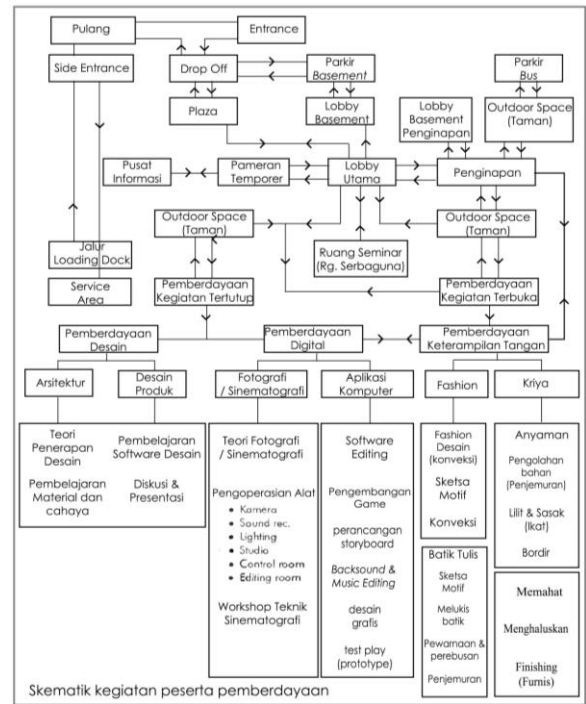 Pulang
Entrance
Side Entrance
Drop Off
Parkir
Basement
Parkir
Bus
Plaza
Lobby
Basement
Lobby
Basement
Penginapan
Outdoor Space
(Taman)
Pusat
Informasi
Pameran
Temporer
Lobby
Utama
Penginapan
Outdoor Space
(Taman)
Outdoor Space
(Taman)
Ruang Seminar
(Rg. Serbaguna)
Jalur
Loading Dock
Service
Area
Pemberdayaan
Kegiatan Tertutup
Pemberdayaan
Kegiatan Terbuka
Pemberdayaan
Desain
Pemberdayaan
Digital
Pemberdayaan
Keterampilan Tangan
Arsitektur
Desain
Produk
Fotografi
/ Sinematografi
Aplikasi
Komputer
Fashion
Kriya
Teori
Penerapan
Desain
Pembelajaran
Material dan
cahaya
Pembelajaran
Software Desain
Diskusi &
Presentasi
Teori Fotografi
/ Sinematografi
Pengoperasian Alat
• Kamera
• Sound rec.
• Lighting
• Studio
• Control room
• Editing room
Workshop Teknik
Sinematografi
Software
Editing
Pengembangan
Game
perancangan
storyboard
Backsound &
Music Editing
desain
grafis
test play
(prototype)
Fashion
Desain
(konveksi)
Sketsa
Motif
Konveksi
Batik Tulis
Sketsa
Motif
Melukis
batik
Pewarnaan &
perebusan
Penjemuran
Anyaman
Pengolahan
bahan
(Penjemuran)
Lilit & Sasak
(Ikat)
Bordir
Memahat
Menghaluskan
Finishing
(Furnis)
Skematik kegiatan peserta pemberdayaan